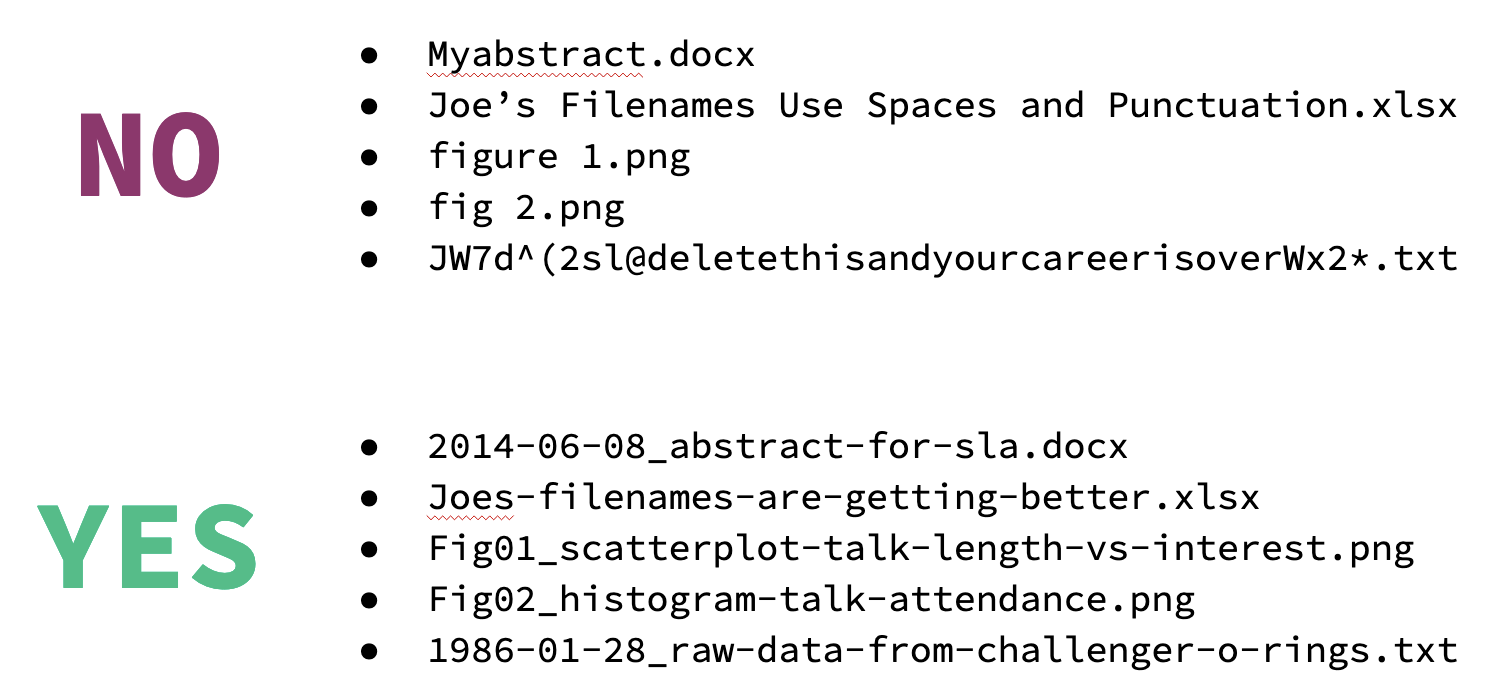 NO
● Myabstract.docx
● Joe’s Filenames Use Spaces and Punctuation.xlsx
● figure 1.png
● fig 2.png
● JW7d^(2sl@deletethisandyourcareerisoverWx2*.txt
YES
● 2014-06-08_abstract-for-sla.docx
● Joes-filenames-are-getting-better.xlsx
● Fig01_scatterplot-talk-length-vs-interest.png
● Fig02_histogram-talk-attendance.png
● 1986-01-28_raw-data-from-challenger-o-rings.txt